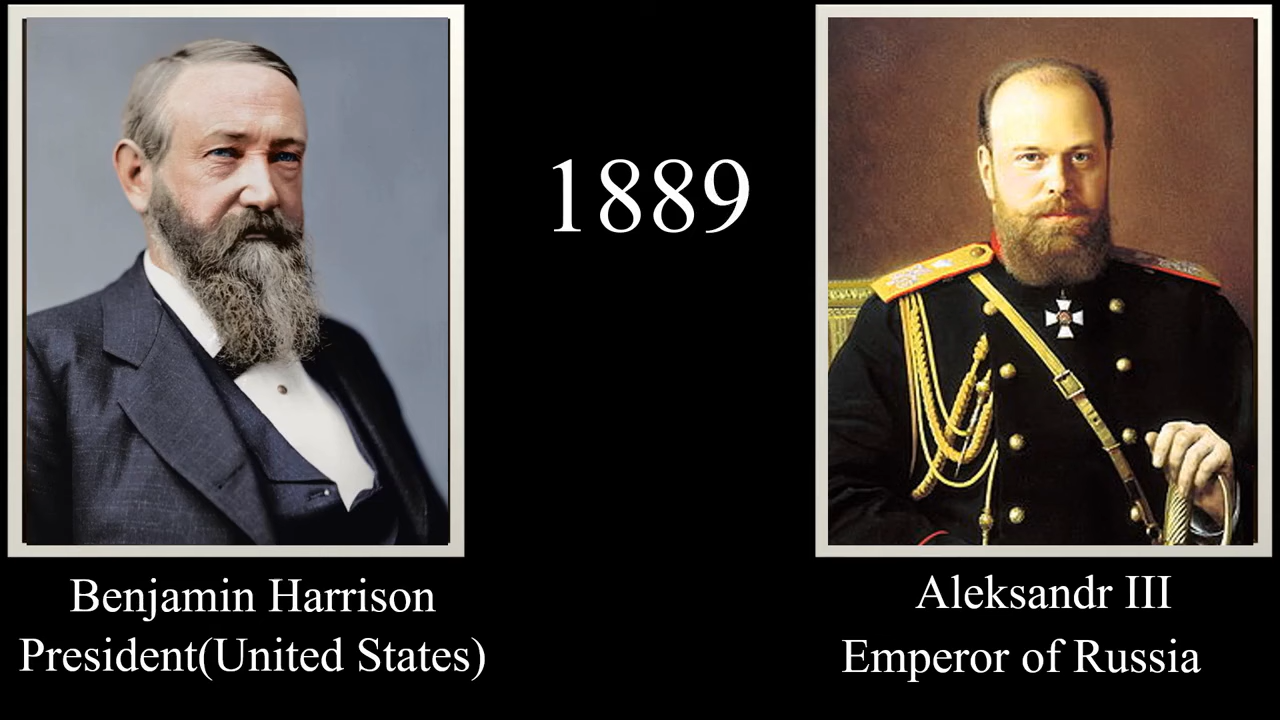 1889
Benjamin Harrison
President(United States)
Aleksandr III
Emperor of Russia